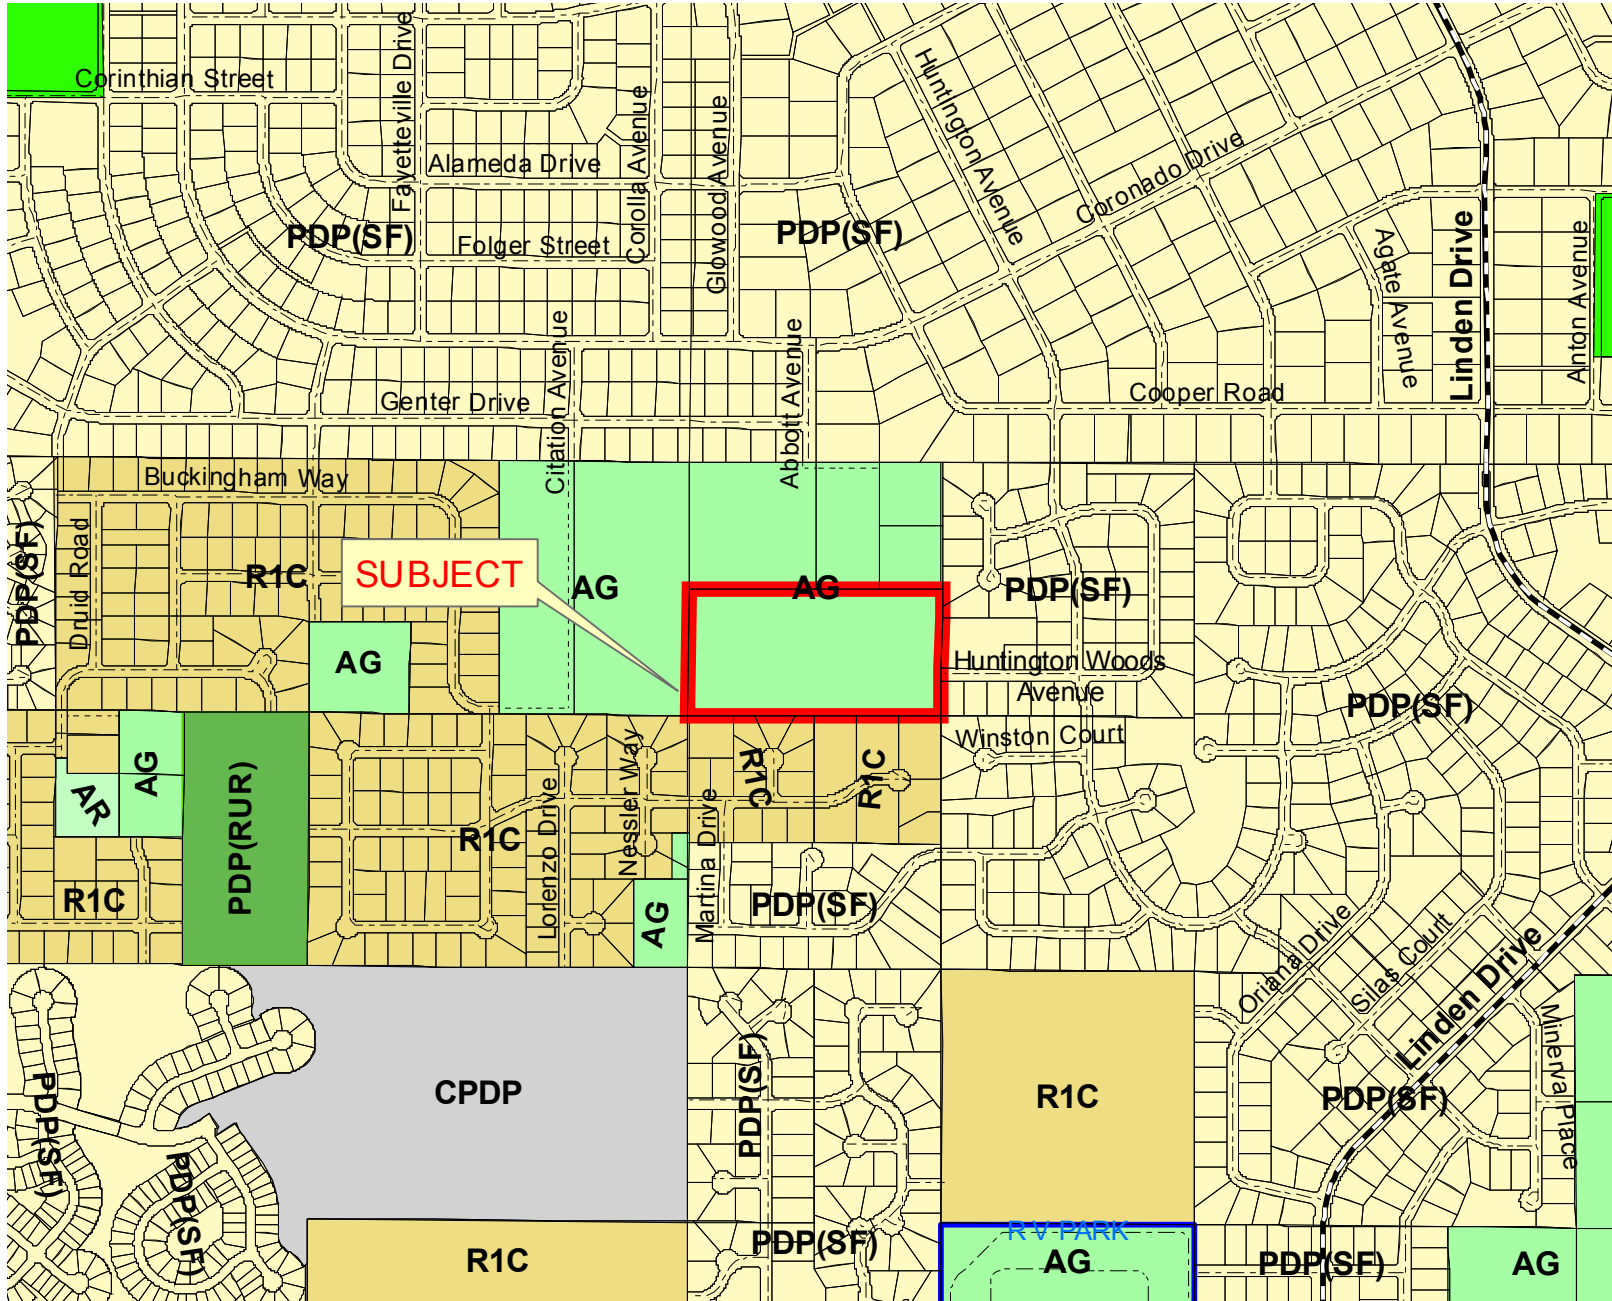 Corinthian Street
Fayetteville Drive
Alameda Drive
Corolla Avenue
Glowood Avenue
Huntington Avenue
Coronado Drive
PDP(SF)
Folger Street
PDP(SF)
Agate Avenue
Linden Drive
Anton Avenue
Citation Avenue
Abbott Avenue
Genter Drive
Cooper Road
Buckingham Way
PDP(SF)
Druid Road
R1C
SUBJECT
AG
AG
PDP(SF)
AG
Huntington Woods
Avenue
PDP(SF)
Winston Court
AG
AR
PDP(RUR)
R1C
R1C
Lorenzo Drive
Nessler Way
Martina Drive
R1C
R1C
AG
PDP(SF)
Oriana Drive
Silas Court
Linden Drive
Minerva Place
PDP(SF)
PDP(SF)
CPDP
PDP(SF)
R1C
PDP(SF)
R1C
PDP(SF)
R V PARK
AG
PDP(SF)
AG